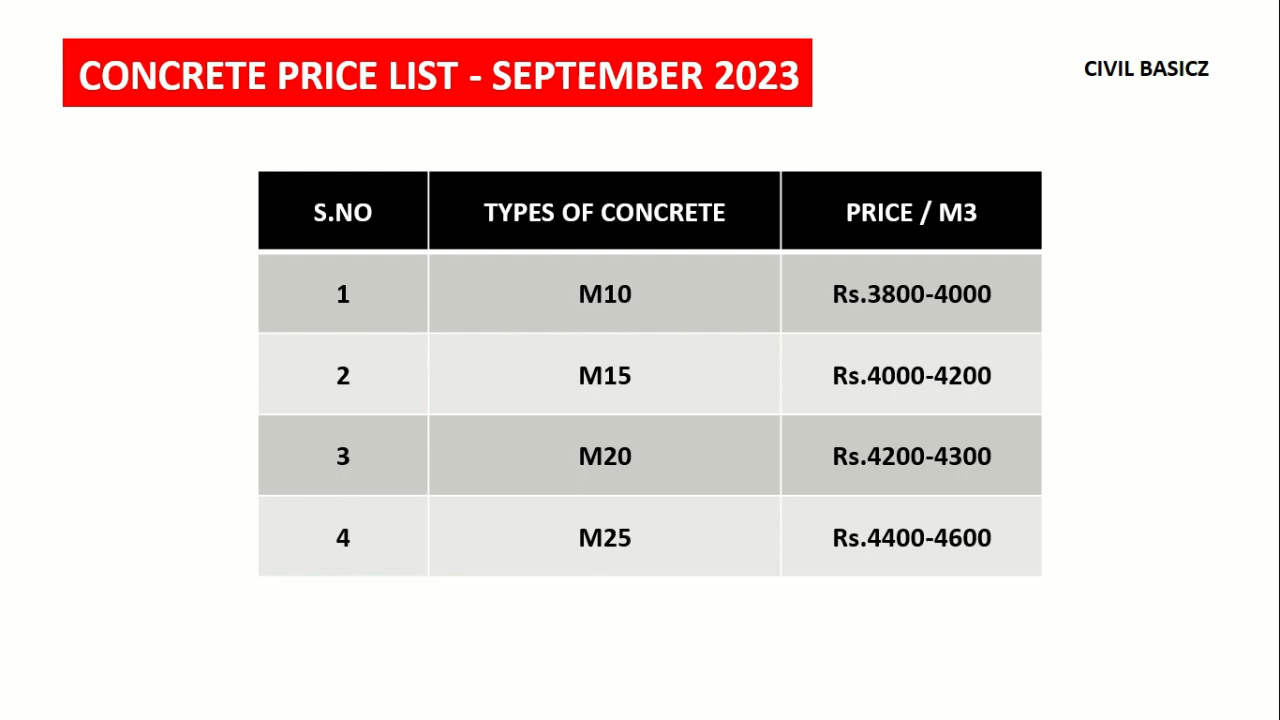 CONCRETE PRICE LIST - SEPTEMBER 2023
CIVIL BASICZ
S.NO TYPES OF CONCRETE PRICE / M3
1 M10 Rs.3800-4000
2 M15 Rs.4000-4200
3 M20 Rs.4200-4300
4 M25 Rs.4400-4600